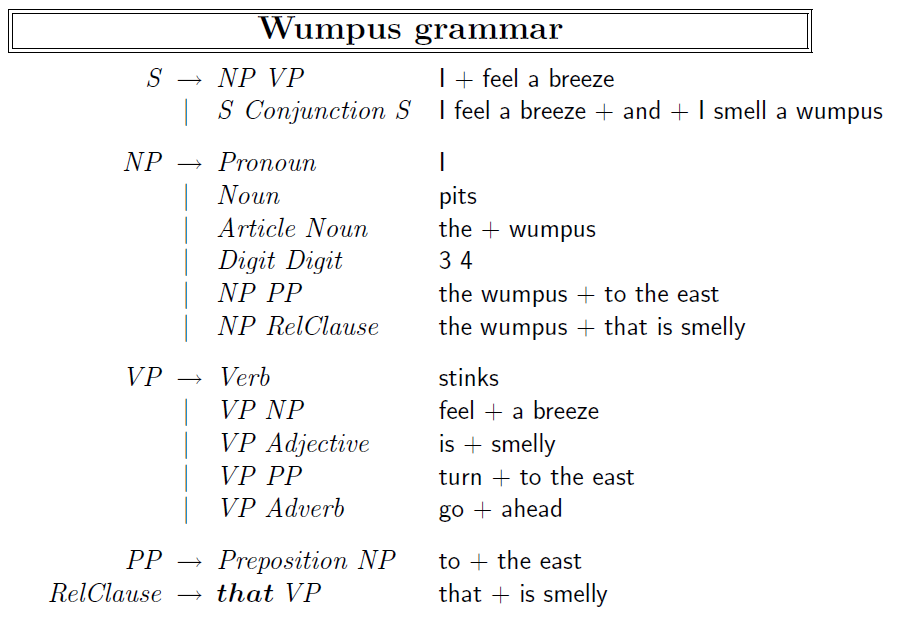 Wumpus grammar
S → NP VP I + feel a breeze
| S Conjunction S I feel a breeze + and + I smell a wumpus
NP → Pronoun I
| Noun pits
| Article Noun the + wumpus
| Digit Digit 3 4
| NP PP the wumpus + to the east
| NP RelClause the wumpus + that is smelly
VP → Verb stinks
| VP NP feel + a breeze
| VP Adjective is + smelly
| VP PP turn + to the east
| VP Adverb go + ahead
PP → Preposition NP to + the east
RelClause → that VP that + is smelly